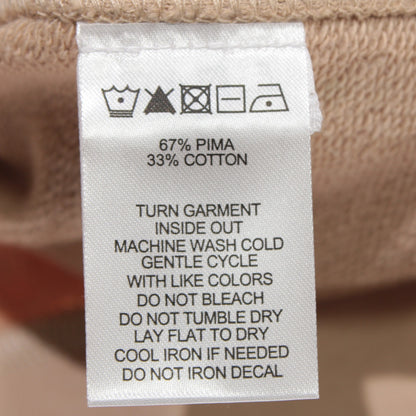 67% PIMA
33% COTTON
TURN GARMENT
INSIDE OUT
MACHINE WASH COLD
GENTLE CYCLE
WITH LIKE COLORS
DO NOT BLEACH
DO NOT TUMBLE DRY
LAY FLAT TO DRY
COOL IRON IF NEEDED
DO NOT IRON DECAL